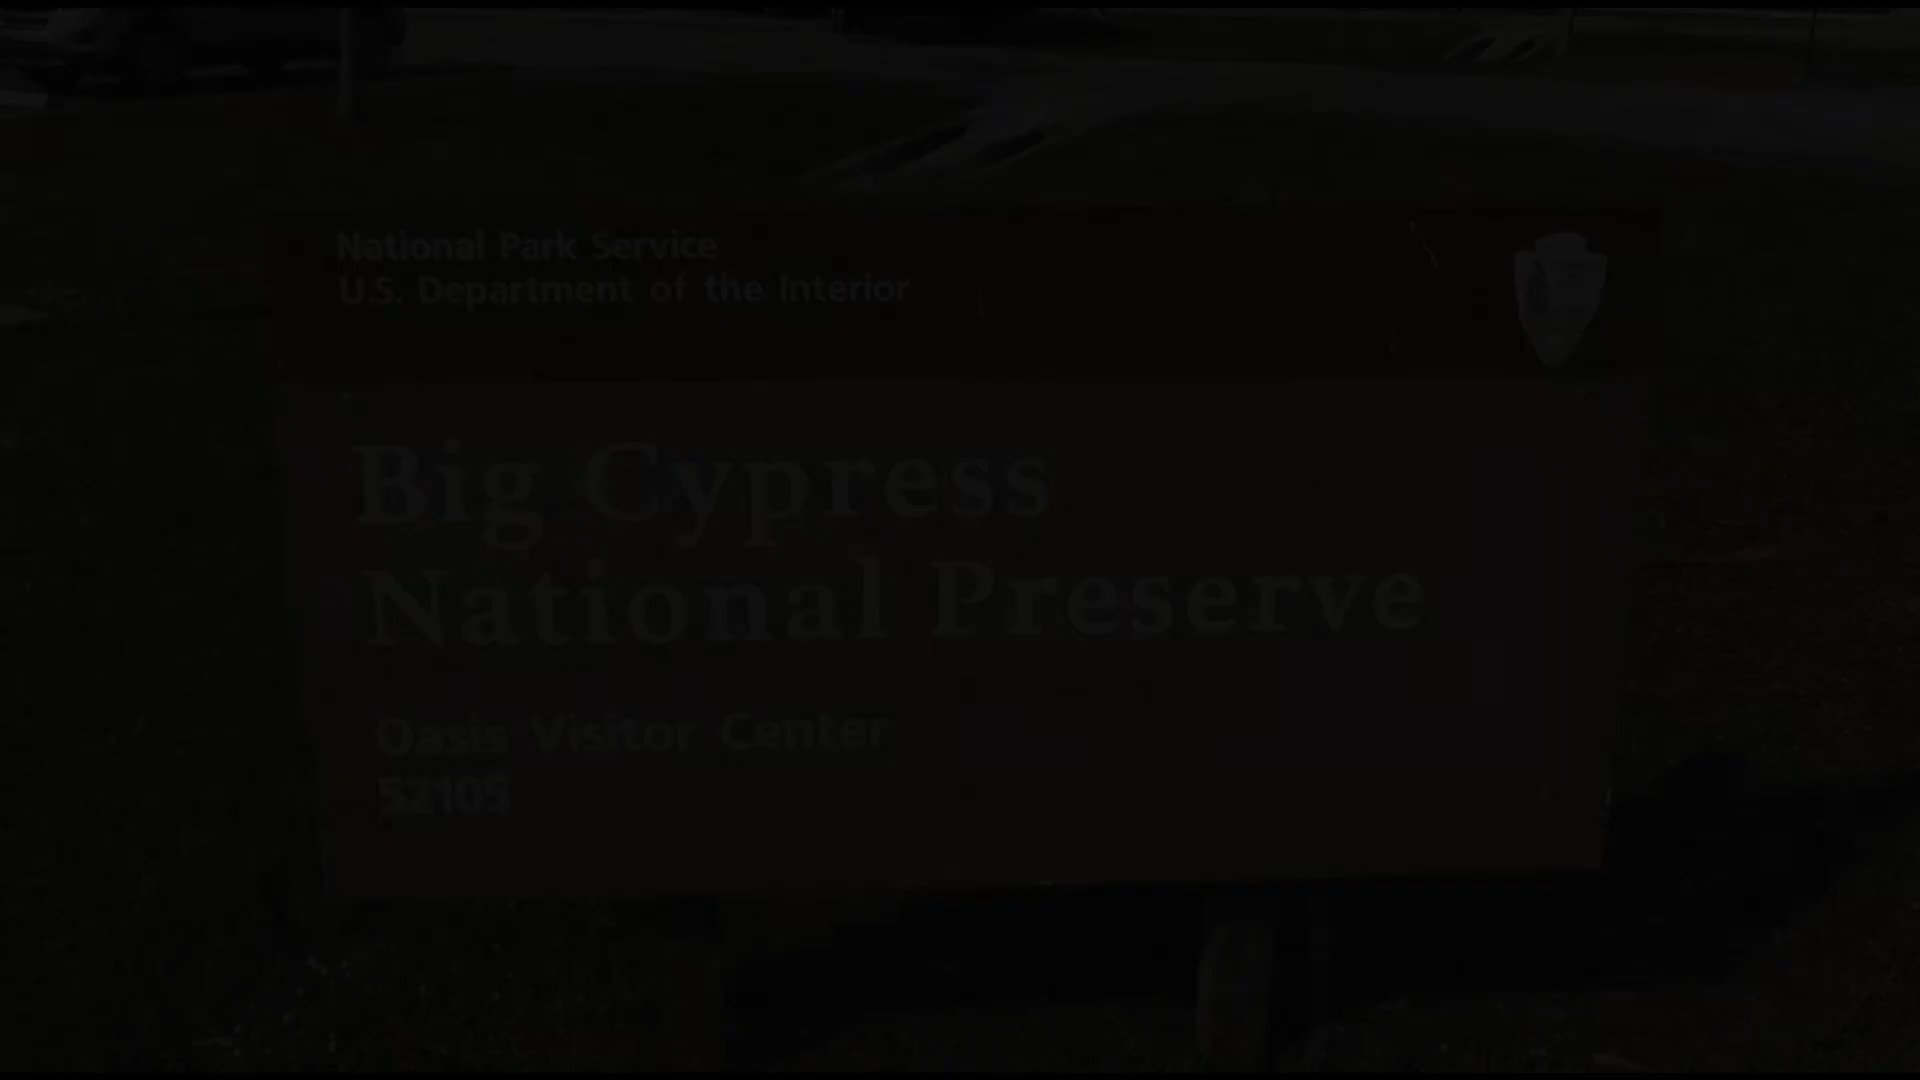 National Park Service
U.S. Department of the Interior
Big Cypress
National Preserve
Oasis Visitor Center
52105